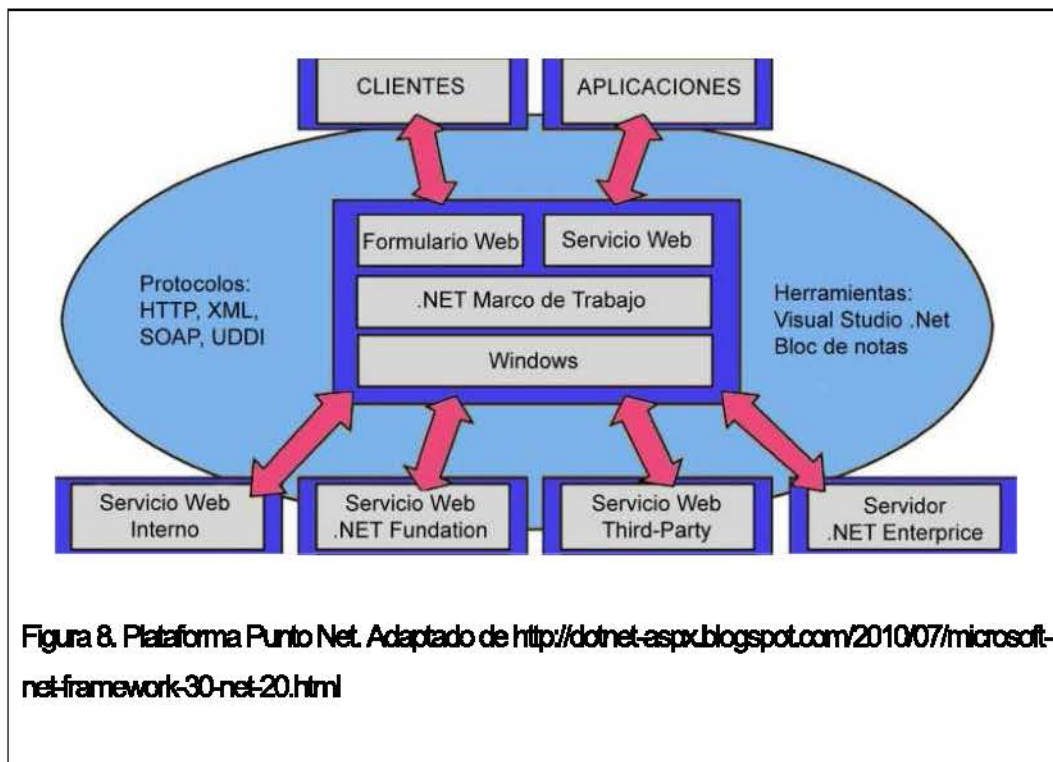 CLIENTES
APLICACIONES
Formulario Web
Servicio Web
.NET Marco de Trabajo
Windows
Protocolos:
HTTP, XML,
SOAP, UDDI
Herramientas:
Visual Studio .Net
Bloc de notas
Servicio Web
Interno
Servicio Web
.NET Fundation
Servicio Web
Third-Party
Servidor
.NET Enterprice
Figura 8. Plataforma Punto Net. Adaptado de http://dotnet-aspx.blogspot.com/2010/07/microsoft-
net-framework-30-net-20.html